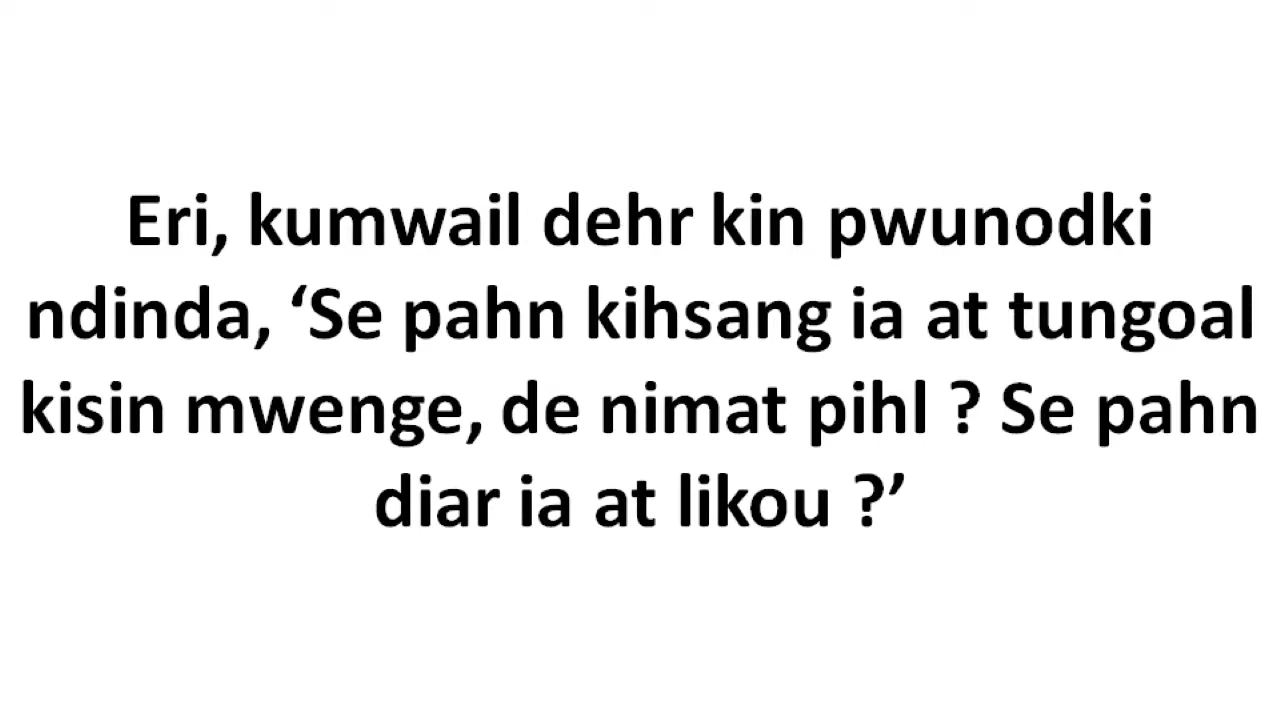 Eri, kumwail dehr kin pwunodki
ndinda, ‘Se pahn kihsang ia at tungoal
kisin mwenge, de nimat pihl ? Se pahn
diar ia at likou ?’